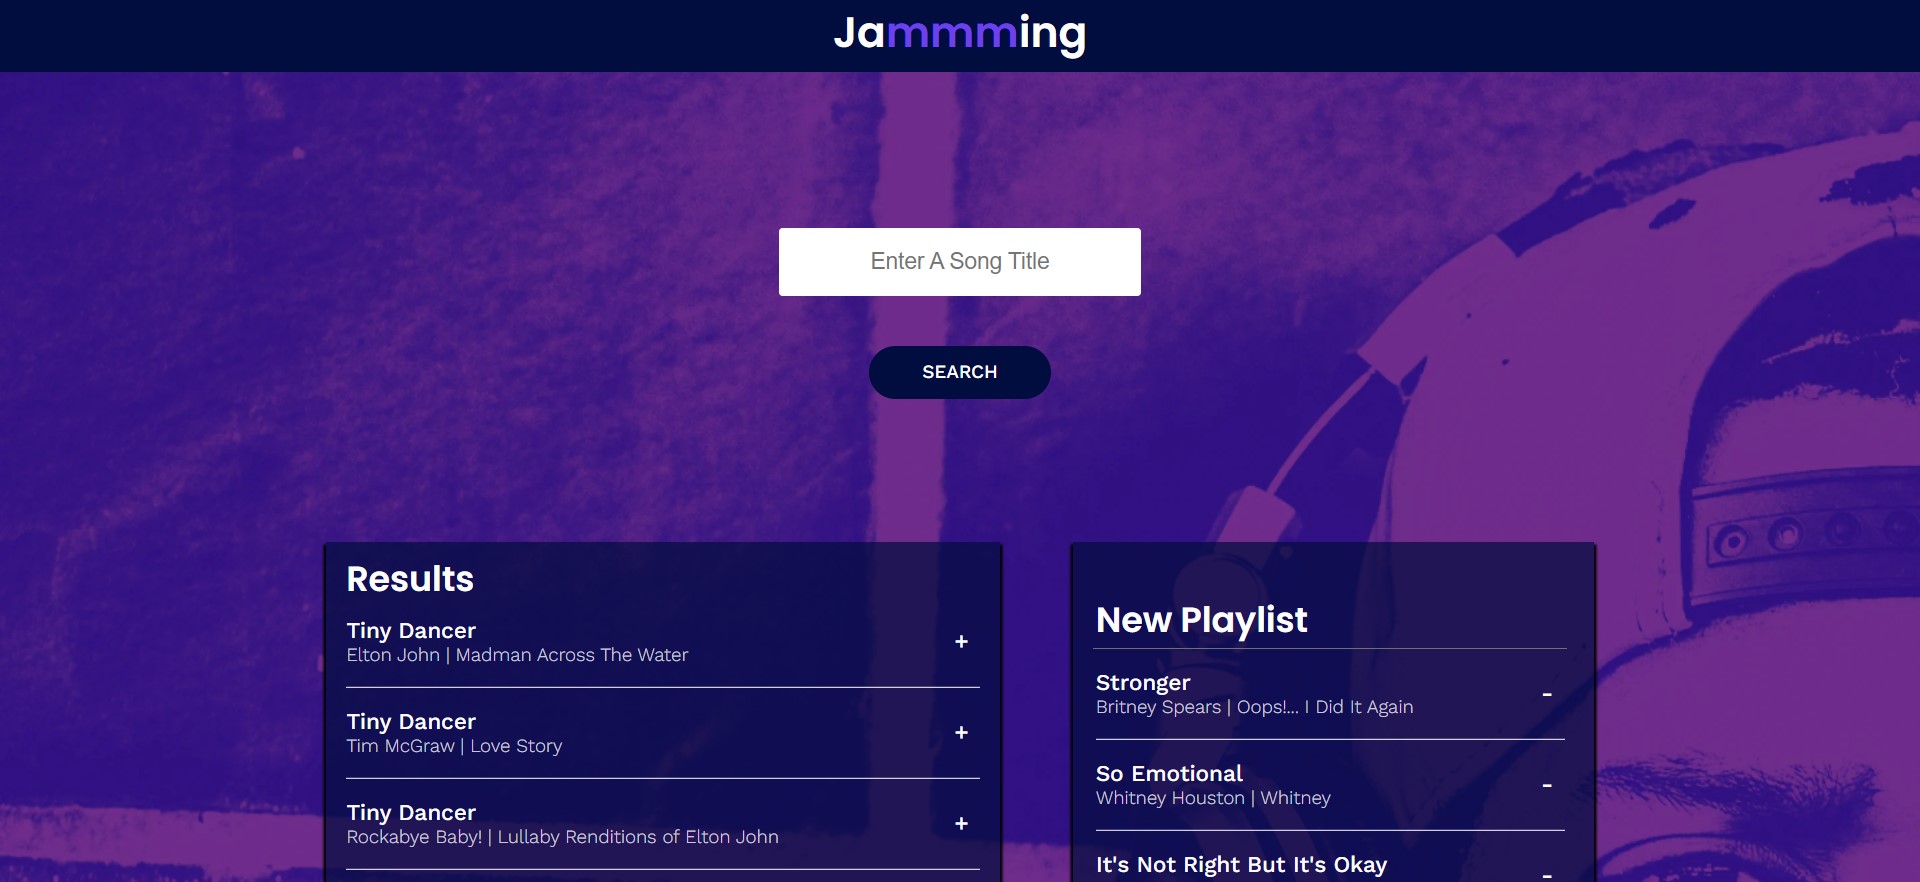 Jammming
Enter A Song Title
SEARCH
Results
Tiny Dancer
Elton John | Madman Across The Water
+
Tiny Dancer
Tim McGraw | Love Story
+
Tiny Dancer
Rockabye Baby! | Lullaby Renditions of Elton John
+
New Playlist
Stronger
Britney Spears | Oops!... I Did It Again
-
So Emotional
Whitney Houston | Whitney
-
It's Not Right But It's Okay
-